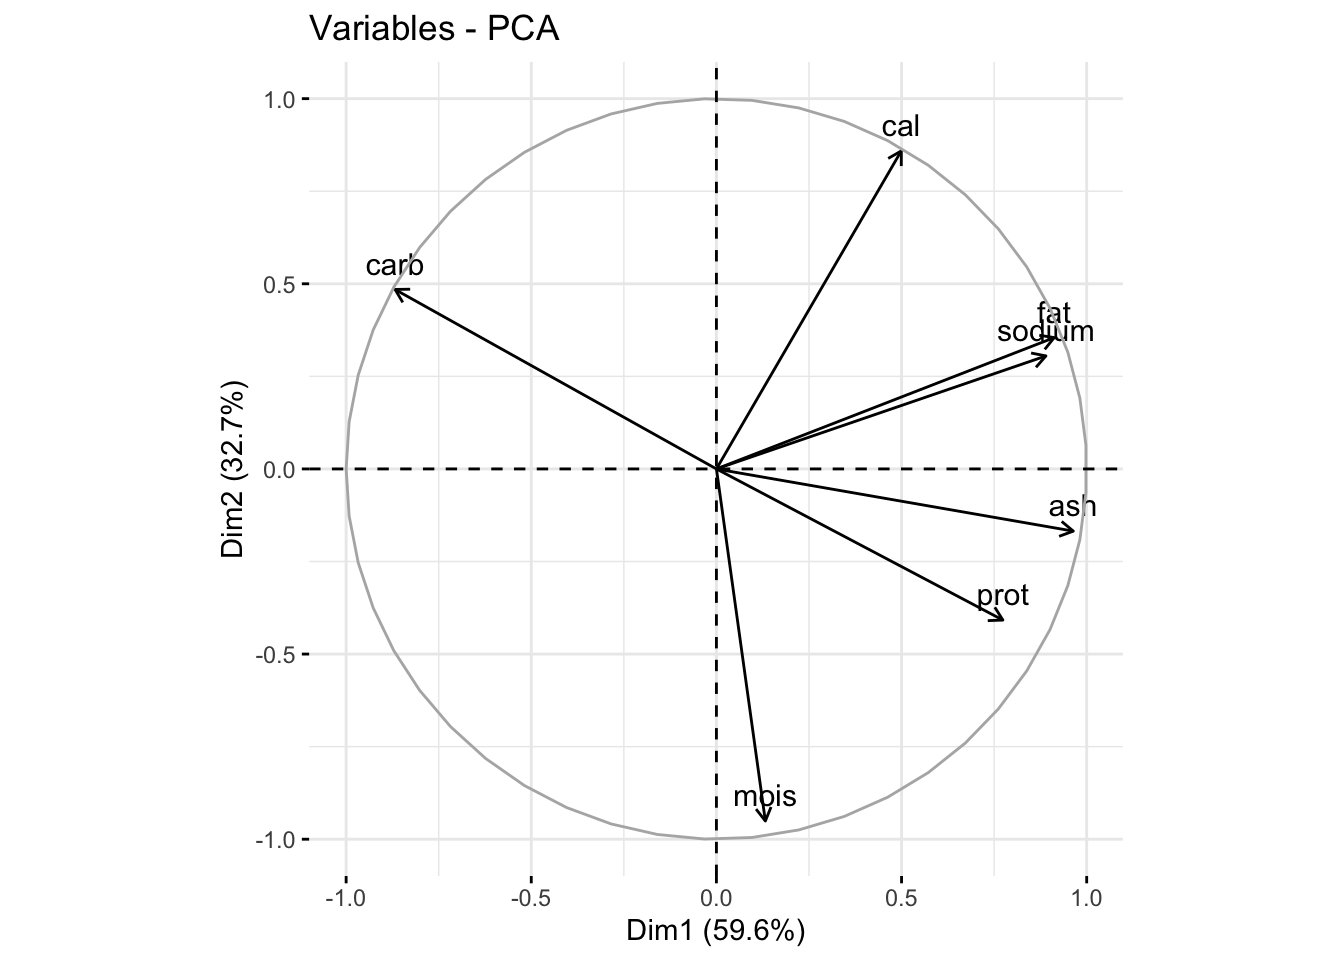 Variables - PCA
1.0
cal
carb
0.5
fat
sodium
Dim2 (32.7%)
0.0
ash
prot
-0.5
mois
-1.0
-1.0 -0.5 0.0 0.5 1.0
Dim1 (59.6%)